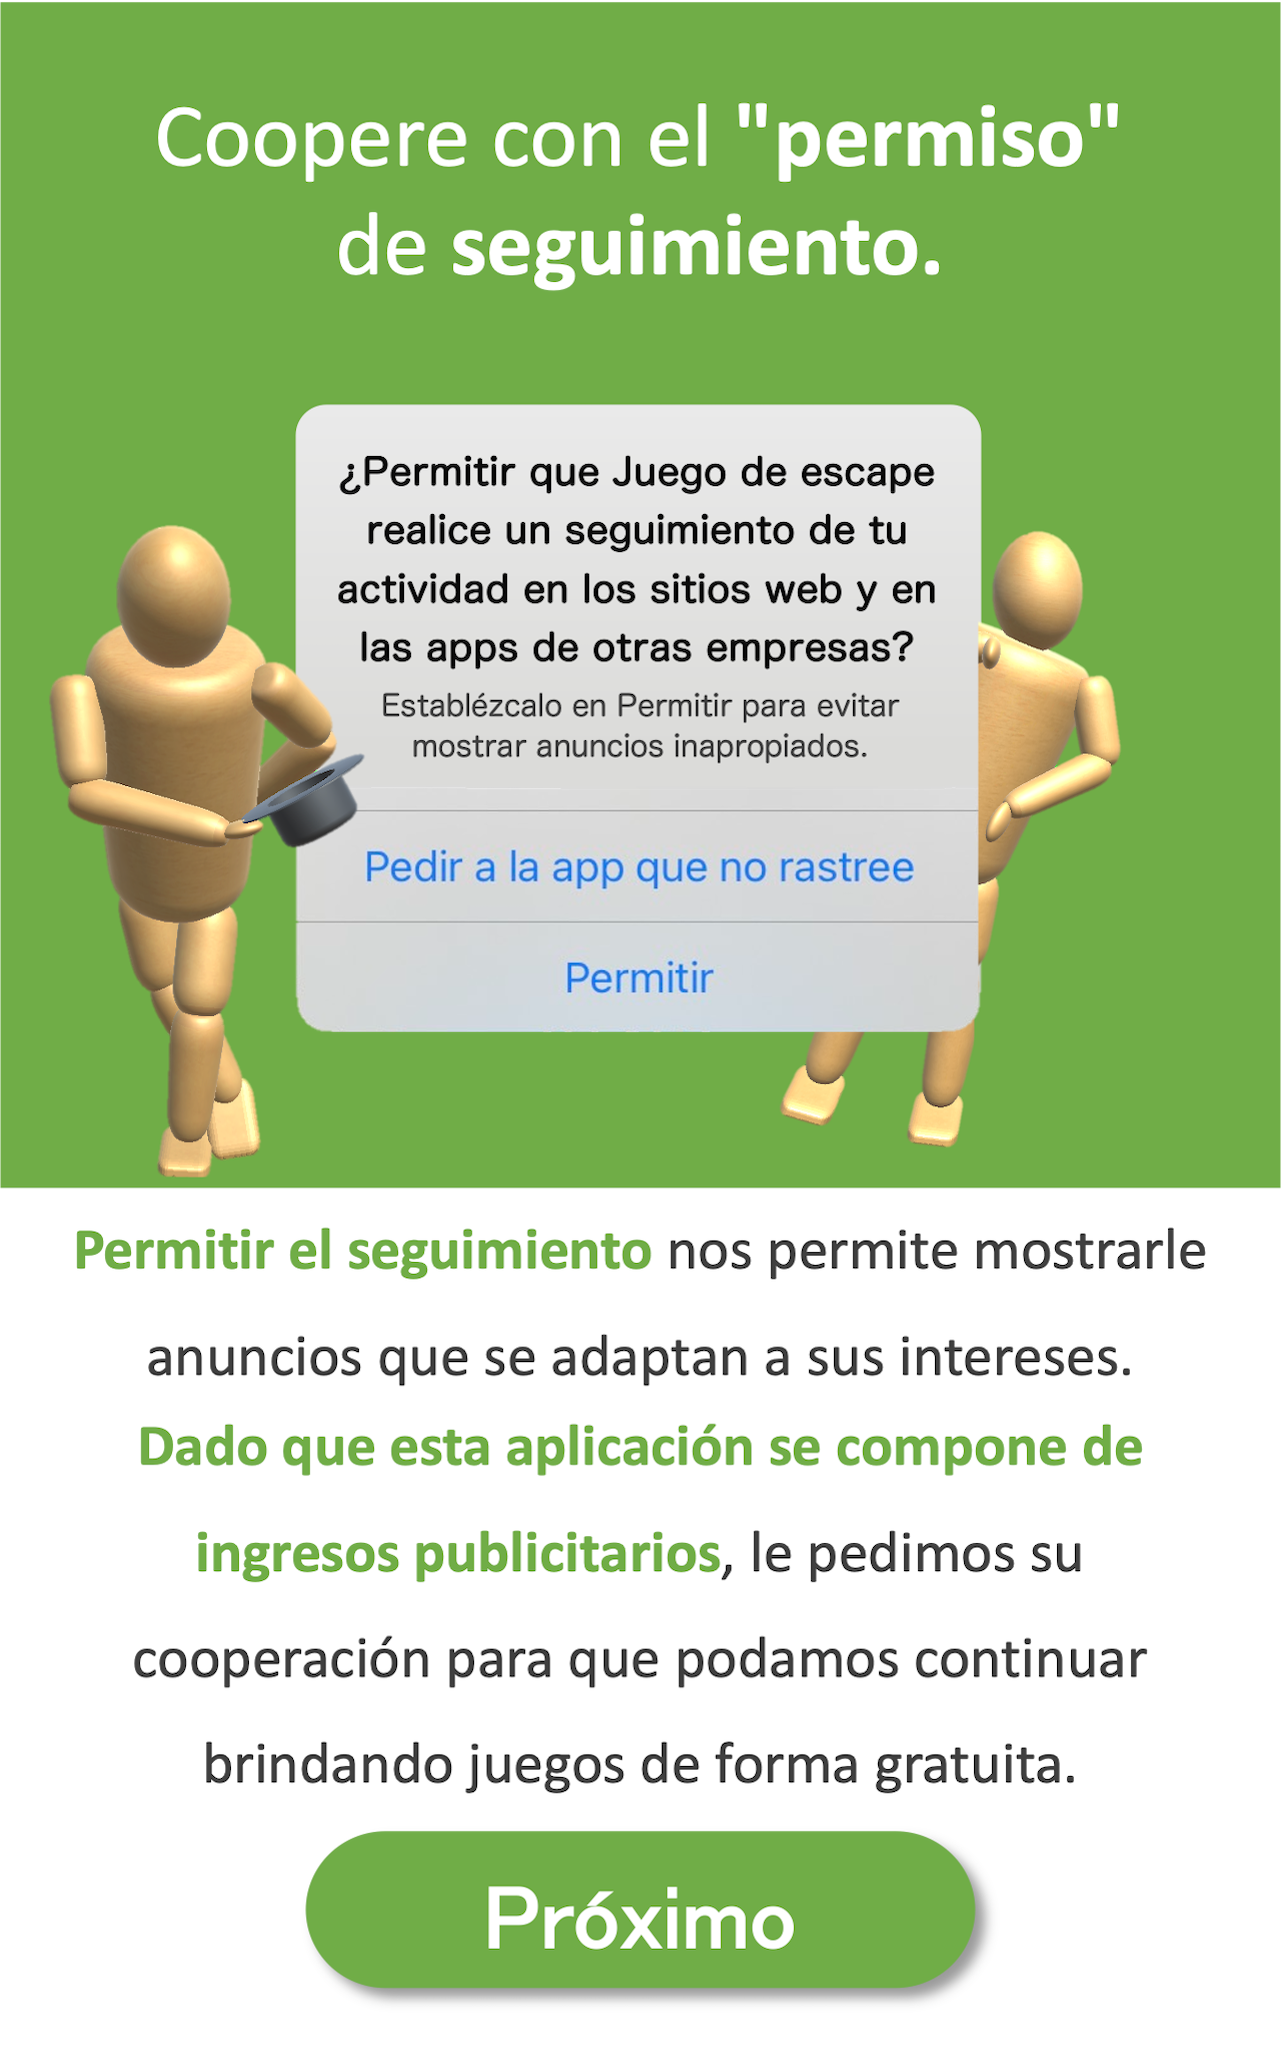 Coopere con el "permiso"
de seguimiento.
¿Permitir que Juego de escape
realice un seguimiento de tu
actividad en los sitios web y en
las apps de otras empresas?
Establézcalo en Permitir para evitar
mostrar anuncios inapropiados.
Pedir a la app que no rastree
Permitir
Permitir el seguimiento nos permite mostrarle
anuncios que se adaptan a sus intereses.
Dado que esta aplicación se compone de
ingresos publicitarios, le pedimos su
cooperación para que podamos continuar
brindando juegos de forma gratuita.
Próximo